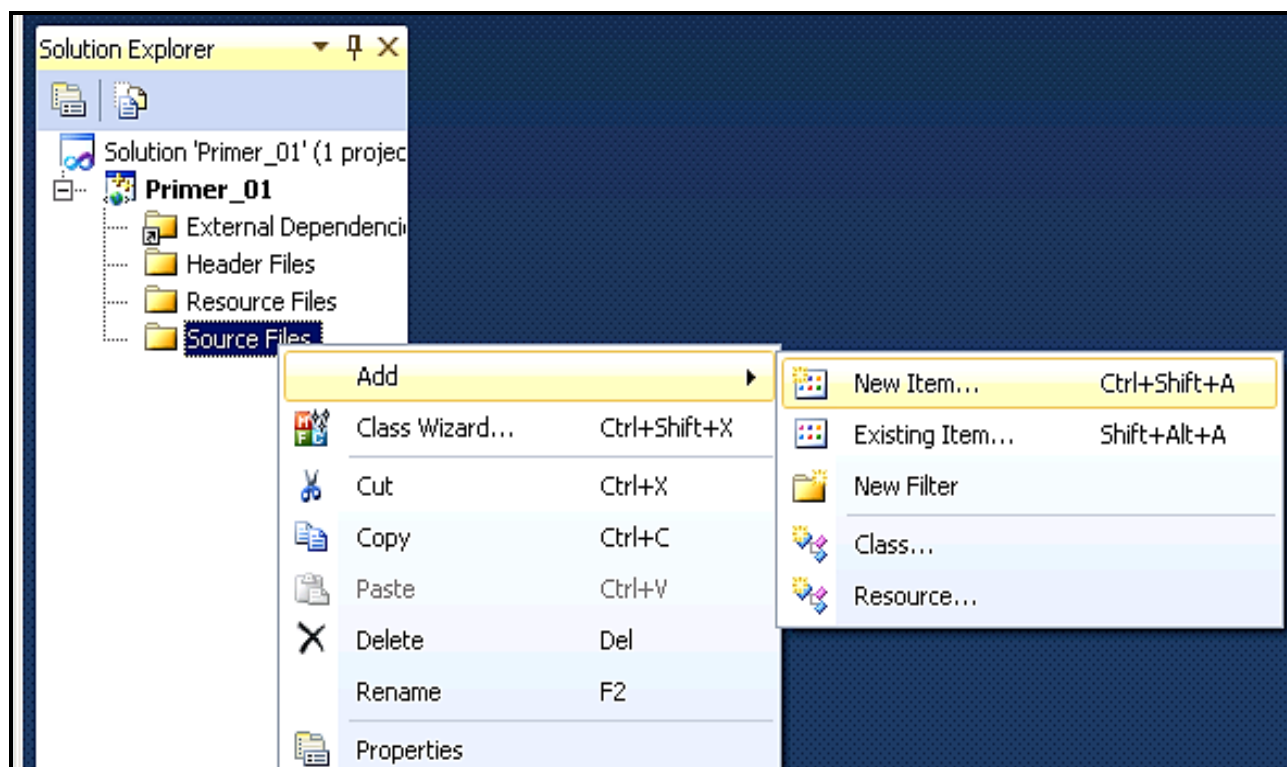 Solution Explorer
Solution 'Primer_01' (1 projec
Primer_01
External Dependenci
Header Files
Resource Files
Source Files
Add
Class Wizard... Ctrl+Shift+X
Cut Ctrl+X
Copy Ctrl+C
Paste Ctrl+V
Delete Del
Rename F2
Properties
New Item... Ctrl+Shift+A
Existing Item... Shift+Alt+A
New Filter
Class...
Resource...